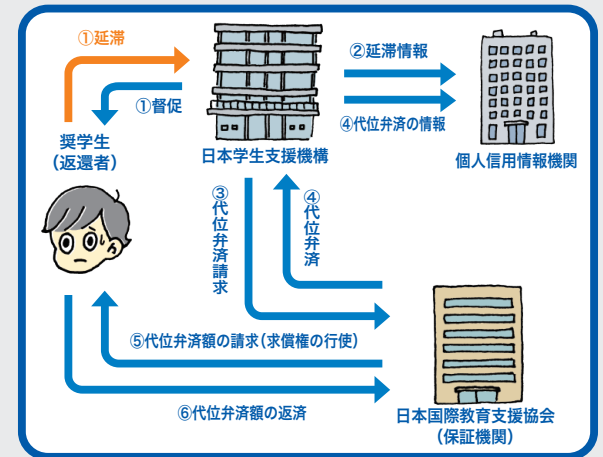 ①延滞
①督促
②延滞情報
④代位弁済の情報
奨学生
(返還者)
日本学生支援機構
個人信用情報機関
③代位弁済請求
④代位弁済
⑤代位弁済額の請求(求償権の行使)
⑥代位弁済額の返済
日本国際教育支援協会
(保証機関)